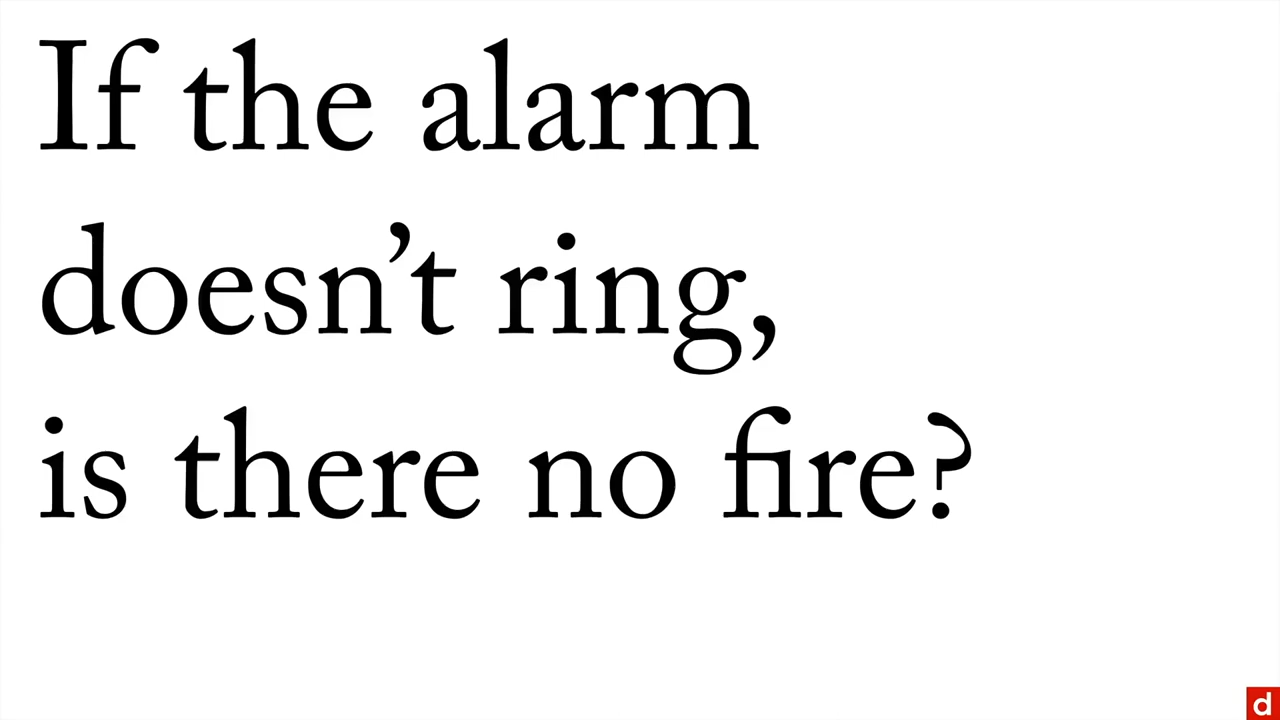 If the alarm
doesn’t ring,
is there no fire?
d